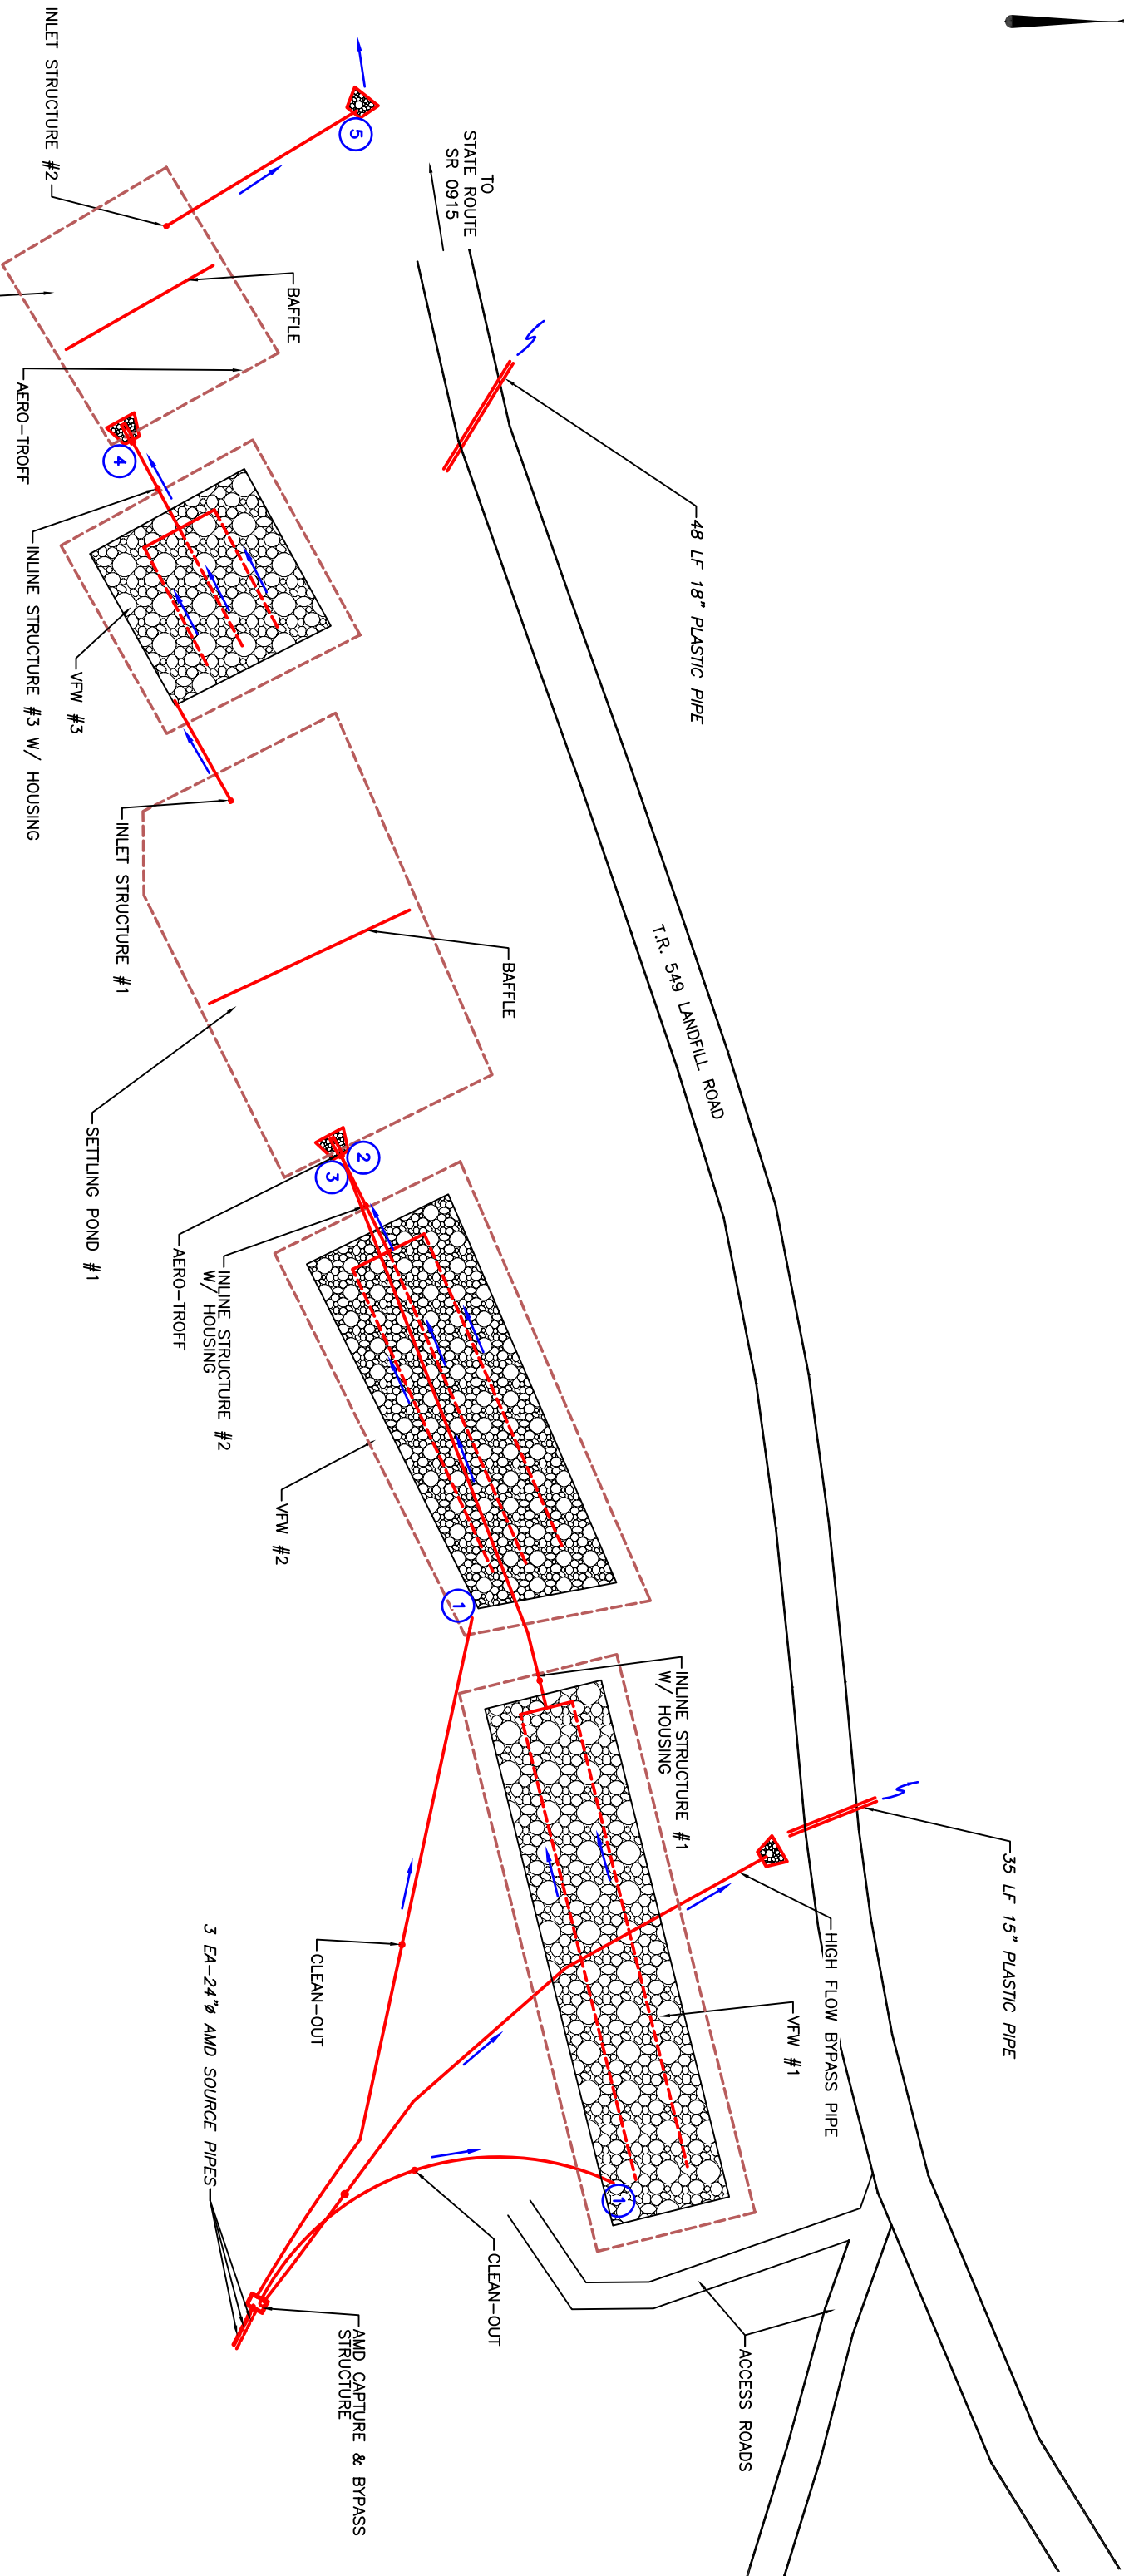 INLET STRUCTURE #2
5
TO
STATE ROUTE
SR 0915
BAFFLE
AERO-TROFF
4
48 LF 18" PLASTIC PIPE
INLINE STRUCTURE #3 W/ HOUSING
VFW #3
INLET STRUCTURE #1
BAFFLE
T.R. 549 LANDFILL ROAD
SETTLING POND #1
2
3
AERO-TROFF
INLINE STRUCTURE #2
W/ HOUSING
VFW #2
1
INLINE STRUCTURE #1
W/ HOUSING
35 LF 15" PLASTIC PIPE
HIGH FLOW BYPASS PIPE
VFW #1
CLEAN-OUT
3 EA-24"Ø AMD SOURCE PIPES
1
CLEAN-OUT
AMD CAPTURE & BYPASS
STRUCTURE
ACCESS ROADS